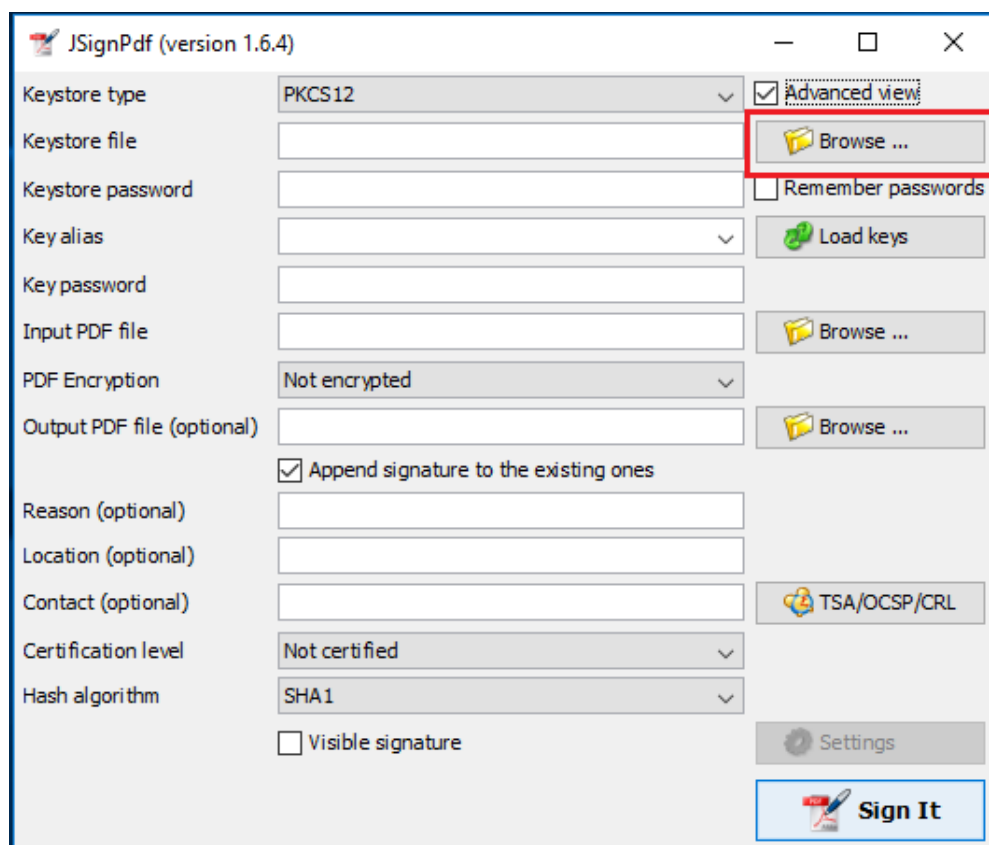 JSignPdf (version 1.6.4)
Keystore type PKCS12 Advanced view
Keystore file Browse ...
Keystore password Remember passwords
Key alias Load keys
Key password
Input PDF file Browse ...
PDF Encryption Not encrypted
Output PDF file (optional) Browse ...
Append signature to the existing ones
Reason (optional)
Location (optional)
Contact (optional) TSA/OCSP/CRL
Certification level Not certified
Hash algorithm SHA1
Visible signature Settings
Sign It